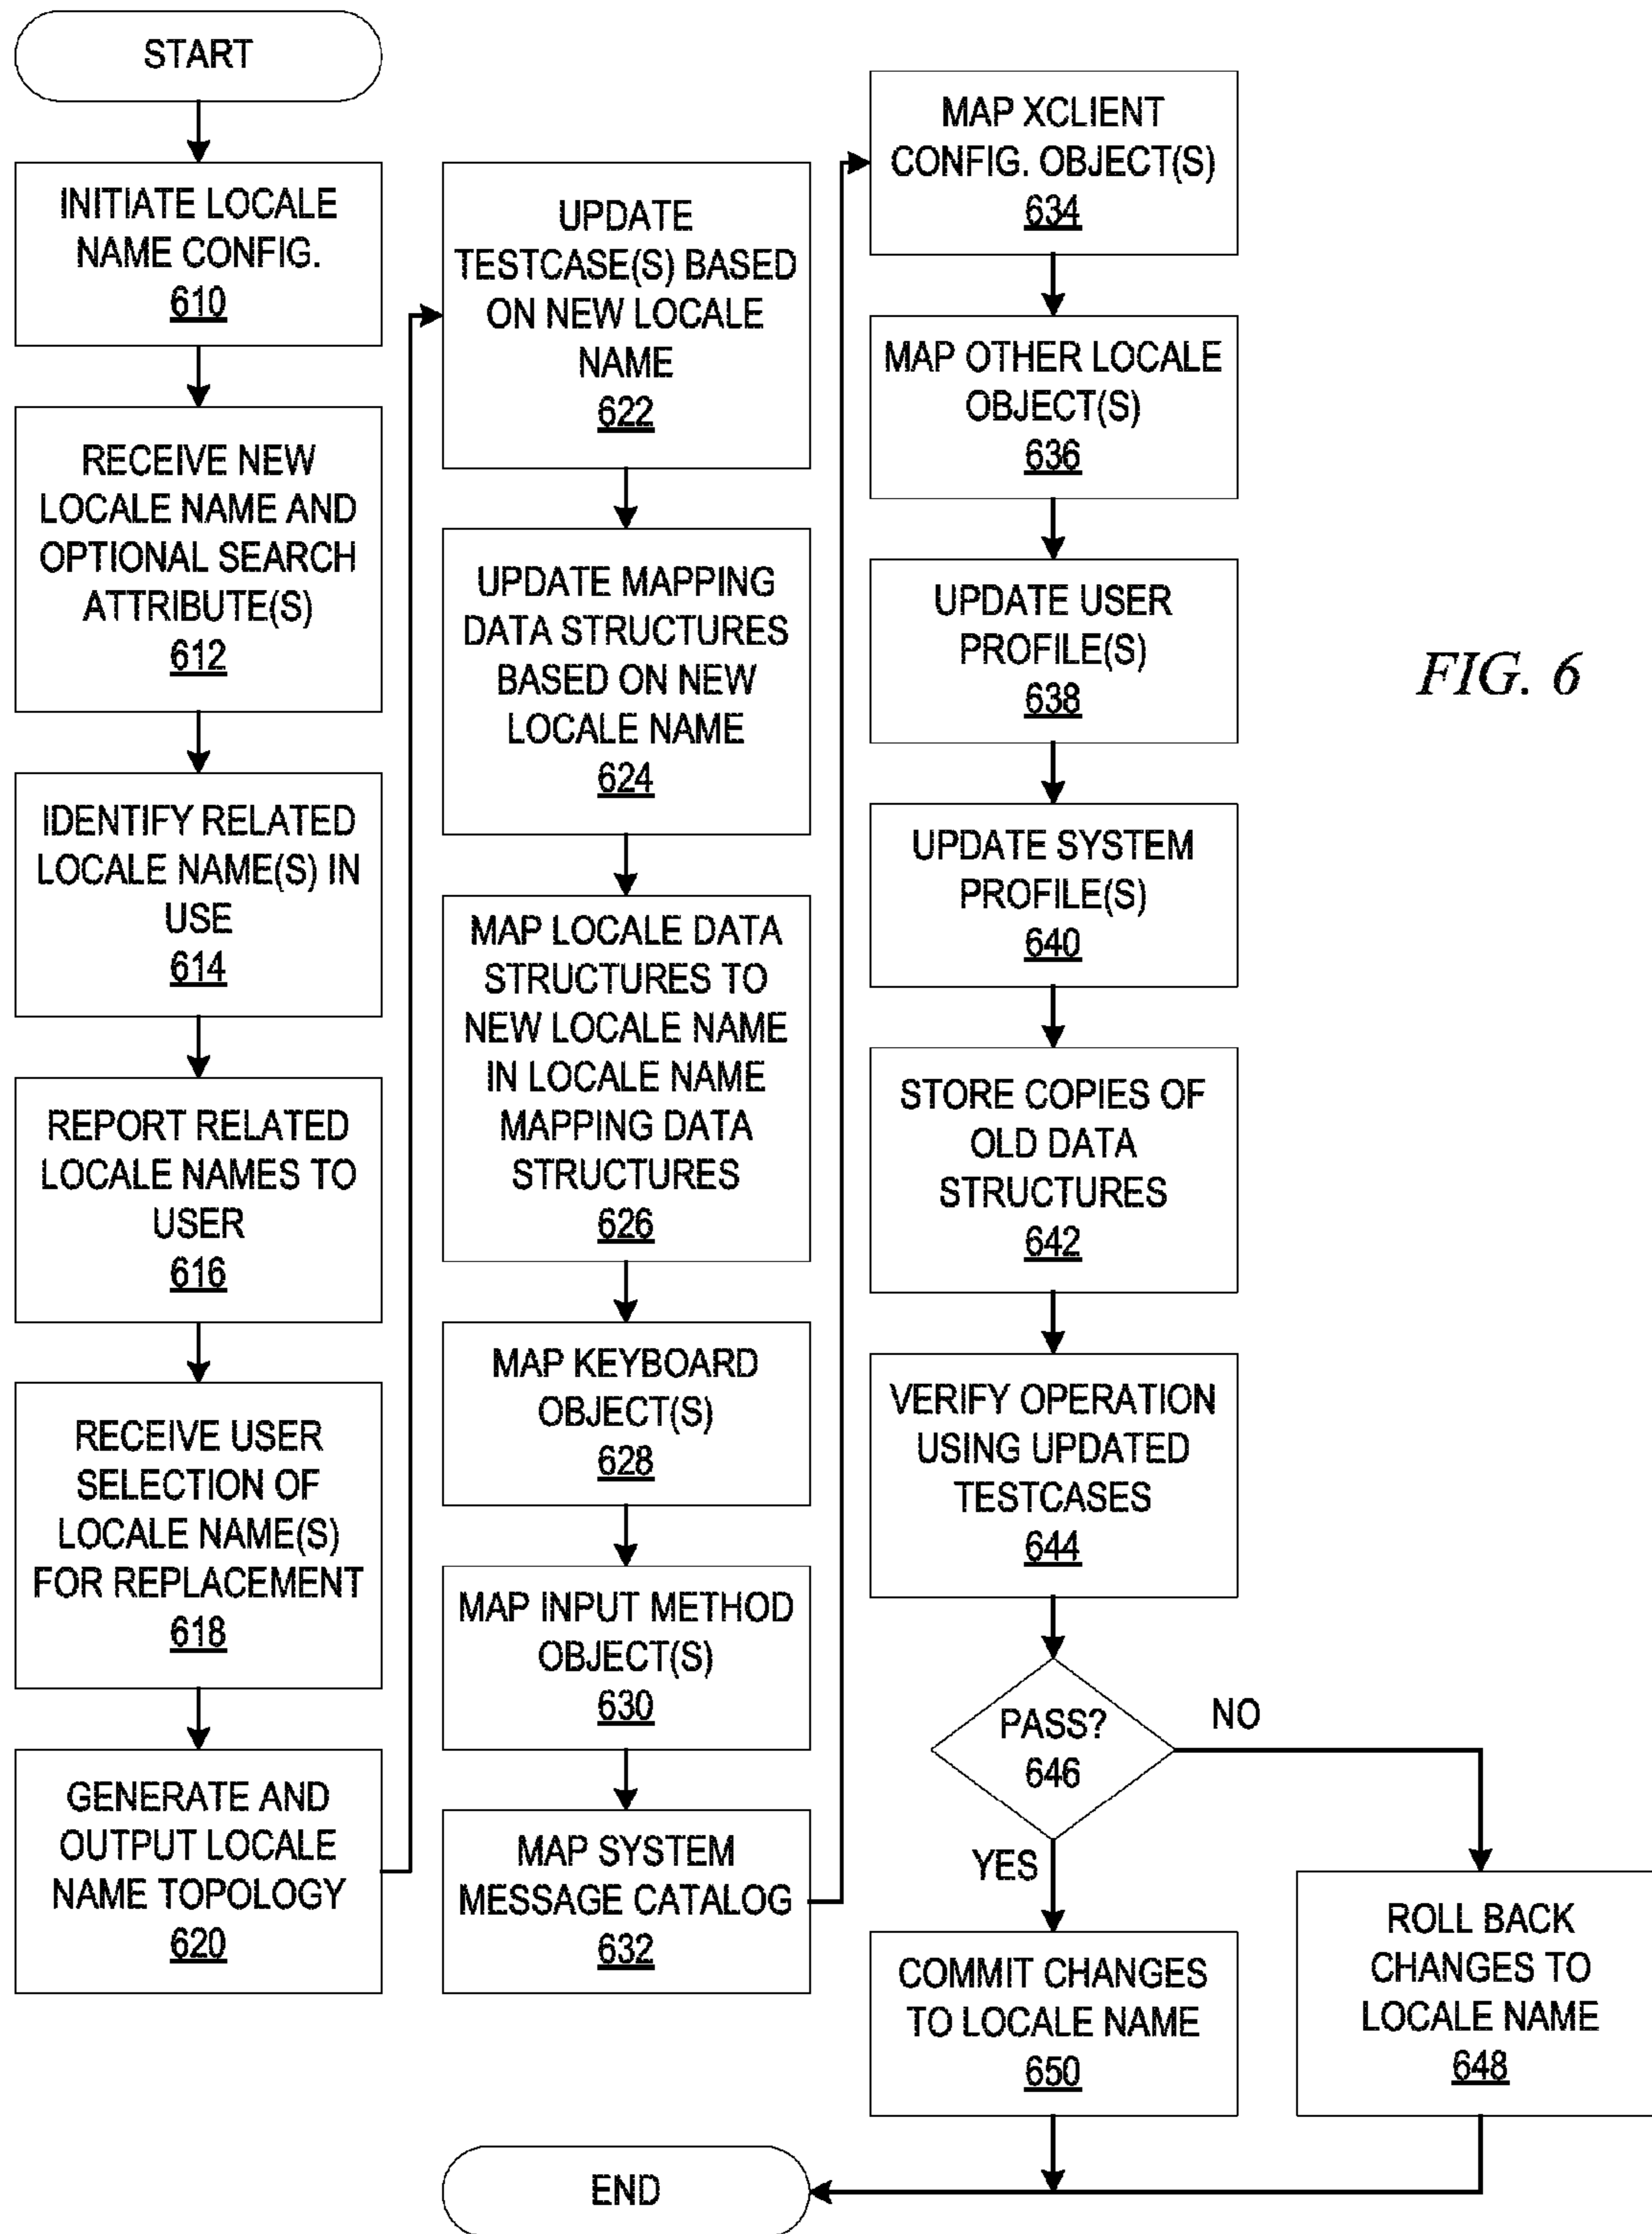 START
INITIATE LOCALE
NAME CONFIG.
610
RECEIVE NEW
LOCALE NAME AND
OPTIONAL SEARCH
ATTRIBUTE(S)
612
IDENTIFY RELATED
LOCALE NAME(S) IN
USE
614
REPORT RELATED
LOCALE NAMES TO
USER
616
RECEIVE USER
SELECTION OF
LOCALE NAME(S)
FOR REPLACEMENT
618
GENERATE AND
OUTPUT LOCALE
NAME TOPOLOGY
620
UPDATE
TESTCASE(S) BASED
ON NEW LOCALE
NAME
622
UPDATE MAPPING
DATA STRUCTURES
BASED ON NEW
LOCALE NAME
624
MAP LOCALE DATA
STRUCTURES TO
NEW LOCALE NAME
IN LOCALE NAME
MAPPING DATA
STRUCTURES
626
MAP KEYBOARD
OBJECT(S)
628
MAP INPUT METHOD
OBJECT(S)
630
MAP SYSTEM
MESSAGE CATALOG
632
MAP XCLIENT
CONFIG. OBJECT(S)
634
MAP OTHER LOCALE
OBJECT(S)
636
UPDATE USER
PROFILE(S)
638
UPDATE SYSTEM
PROFILE(S)
640
STORE COPIES OF
OLD DATA
STRUCTURES
642
VERIFY OPERATION
USING UPDATED
TESTCASES
644
PASS?
646
NO
YES
COMMIT CHANGES
TO LOCALE NAME
650
ROLL BACK
CHANGES TO
LOCALE NAME
648
END
FIG. 6